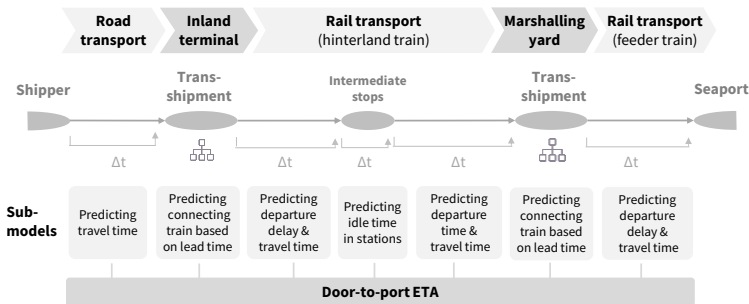 Road
transport
Inland
terminal
Rail transport
(hinterland train)
Marshalling
yard
Rail transport
(feeder train)
Shipper
Trans-
shipment
Intermediate
stops
Trans-
shipment
Seaport
Δt
Δt
Δt
Δt
Δt
Sub-
models
Predicting
travel time
Predicting
connecting
train based
on lead time
Predicting
departure
delay &
travel time
Predicting
idle time
in stations
Predicting
departure
time &
travel time
Predicting
connecting
train based
on lead time
Predicting
departure
delay &
travel time
Door-to-port ETA